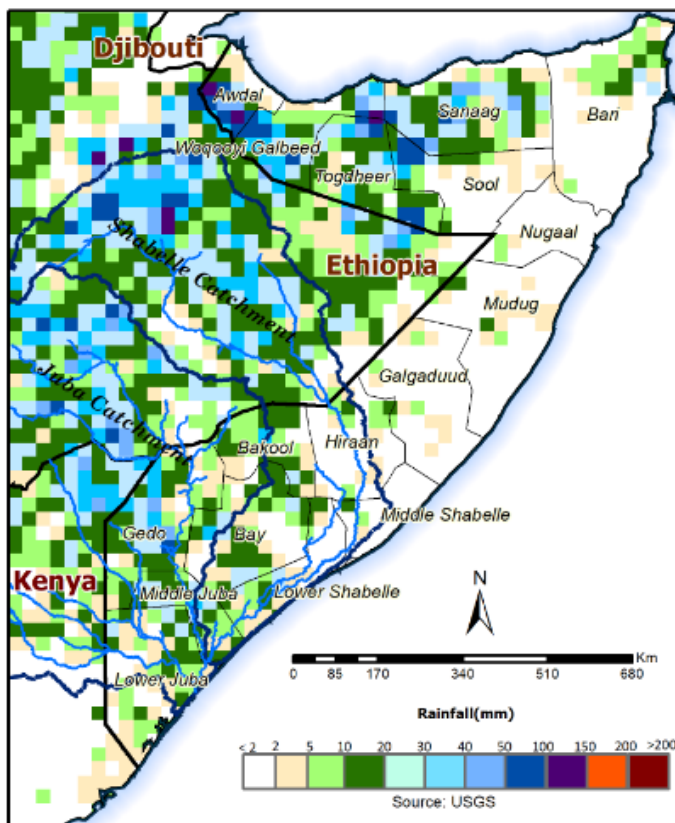 Djibouti
Awdal
Sanaag
Bari
Woqooyi Galbeed
Togdheer
Sool
Shabelle Catchment
Nugaal
Ethiopia
Mudug
Galgaduud
Juba Catchment
Hiraan
Bakool
Middle Shabelle
Gedo
Bay
Kenya
Middle Juba
Lower Shabelle
N
Lower Juba
Km
0 85 170 340 510 680
Rainfall(mm)
< 2 2 5 10 20 30 40 50 100 150 200 >200
Source: USGS